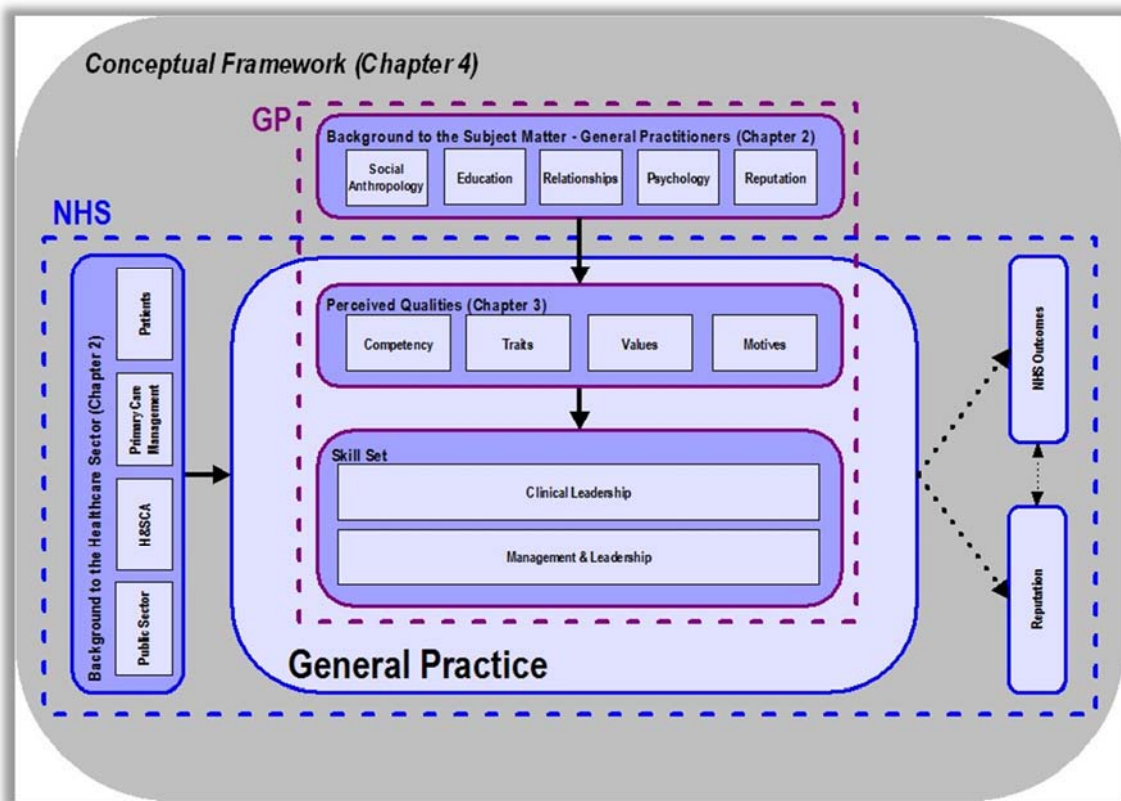 Conceptual Framework (Chapter 4)
GP
Background to the Subject Matter - General Practitioners (Chapter 2)
Social
Anthropology
Education
Relationships
Psychology
Reputation
NHS
Background to the Healthcare Sector (Chapter 2)
Patients
Primary Care
Management
H&SCA
Public Sector
Perceived Qualities (Chapter 3)
Competency
Traits
Values
Motives
Skill Set
Clinical Leadership
Management & Leadership
General Practice
NHS Outcomes
Reputation